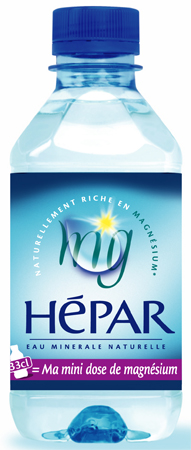 NATURELLEMENT RICHE EN MAGNÉSIUM*
mg
HéPAR
EAU MINERALE NATURELLE
33cl = Ma mini dose de magnésium